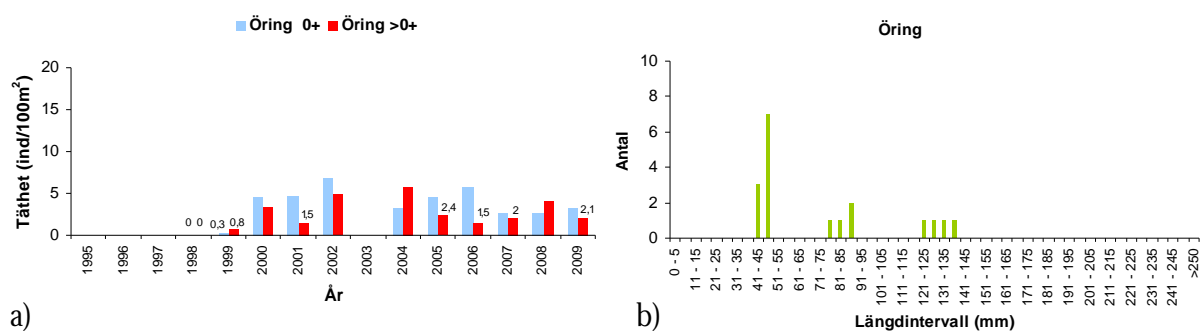 Öring 0+ Öring >0+
Täthet (ind/100m²)
20
15
10
5
0
0 0 0,3 0,8 1,5 2,4 1,5 2 2,1
1995 1996 1997 1998 1999 2000 2001 2002 2003 2004 2005 2006 2007 2008 2009
År
a)
Öring
Antal
10
8
6
4
2
0
0 - 5 11 - 15 21 - 25 31 - 35 41 - 45 51 - 55 61 - 65 71 - 75 81 - 85 91 - 95 101 - 105 111 - 115 121 - 125 131 - 135 141 - 145 151 - 155 161 - 165 171 - 175 181 - 185 191 - 195 201 - 205 211 - 215 221 - 225 231 - 235 241 - 245 >250
Längdintervall (mm)
b)